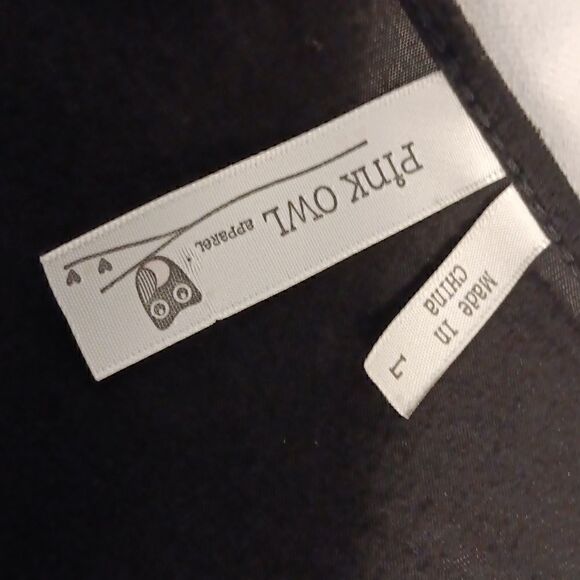 Pink OWL
APPAREL
Made In
CHINA
L